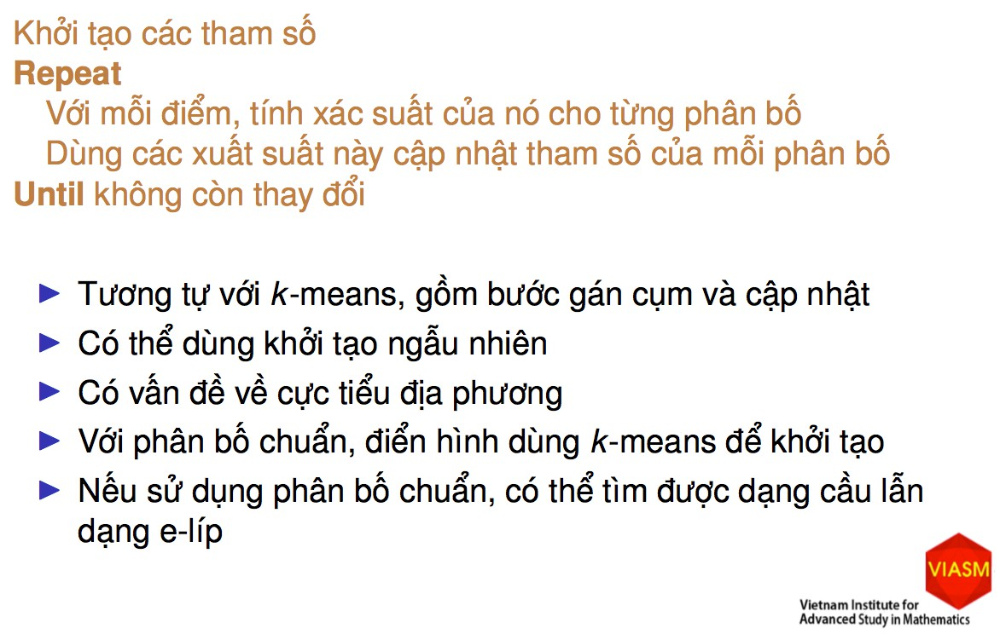 Khởi tạo các tham số
Repeat
Với mỗi điểm, tính xác suất của nó cho từng phân bố
Dùng các xuất suất này cập nhật tham số của mỗi phân bố
Until không còn thay đổi
► Tương tự với k-means, gồm bước gán cụm và cập nhật
► Có thể dùng khởi tạo ngẫu nhiên
► Có vấn đề về cực tiểu địa phương
► Với phân bố chuẩn, điển hình dùng k-means để khởi tạo
► Nếu sử dụng phân bố chuẩn, có thể tìm được dạng cầu lẫn
dạng e-líp
VIASM
Vietnam Institute for
Advanced Study in Mathematics